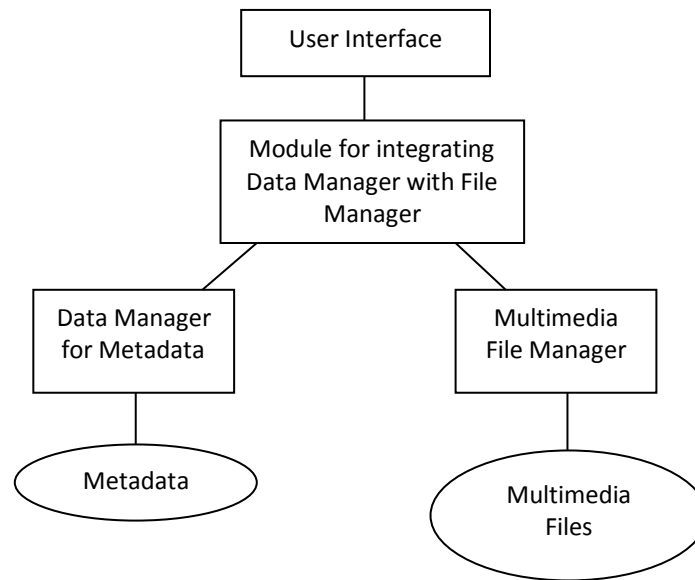 User Interface
Module for integrating
Data Manager with File
Manager
Data Manager
for Metadata
Multimedia
File Manager
Metadata
Multimedia
Files